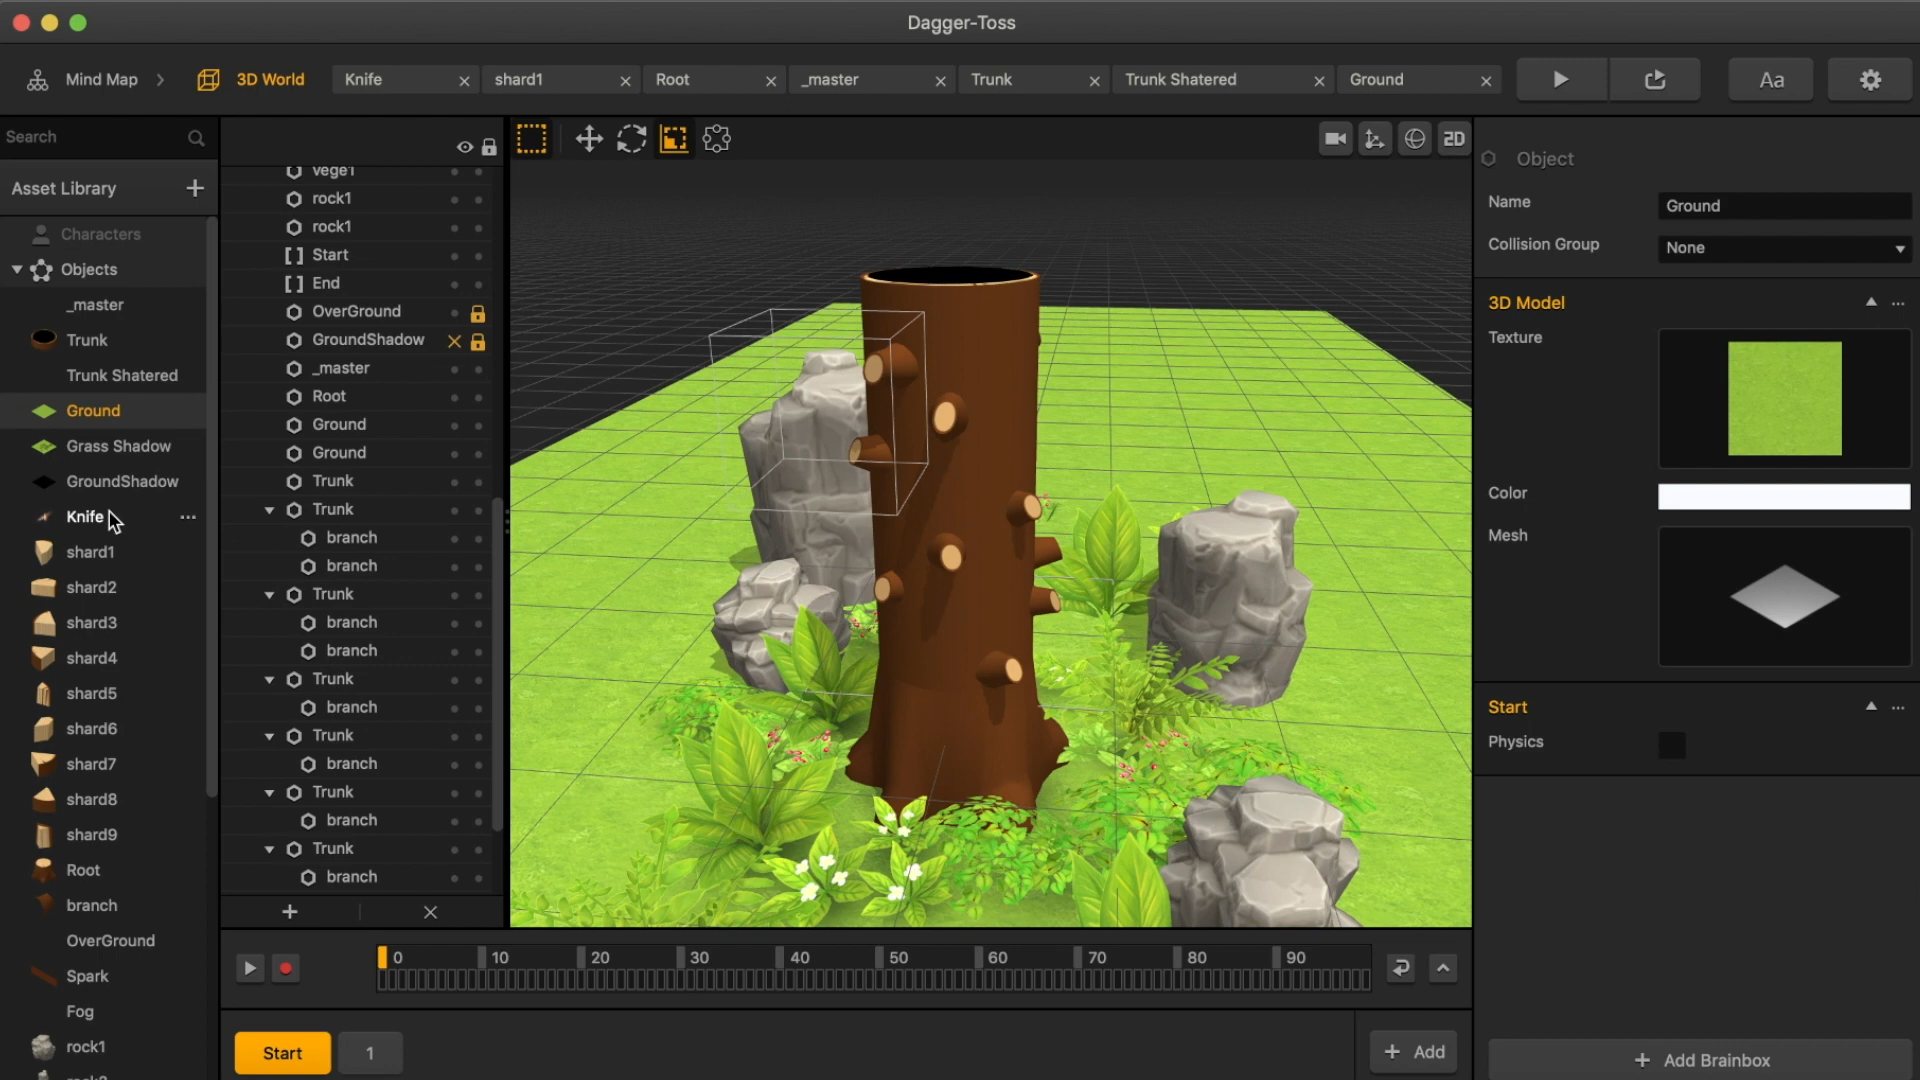 Dagger-Toss
Mind Map
3D World
Knife
shard1
Root
_master
Trunk
Trunk Shatered
Ground
Aa
Search
Asset Library
Characters
Objects
_master
Trunk
Trunk Shatered
Ground
Grass Shadow
GroundShadow
Knife
shard1
shard2
shard3
shard4
shard5
shard6
shard7
shard8
shard9
Root
branch
OverGround
Spark
Fog
rock1
vege1
rock1
rock1
[ ] Start
[ ] End
OverGround
GroundShadow
_master
Root
Ground
Ground
Trunk
Trunk
branch
branch
Trunk
branch
branch
Trunk
branch
Trunk
branch
Trunk
branch
Trunk
branch
2D
Object
Name
Ground
Collision Group
None
3D Model
Texture
Color
Mesh
Start
Physics
+ Add Brainbox
0 10 20 30 40 50 60 70 80 90
Start
1
+ Add